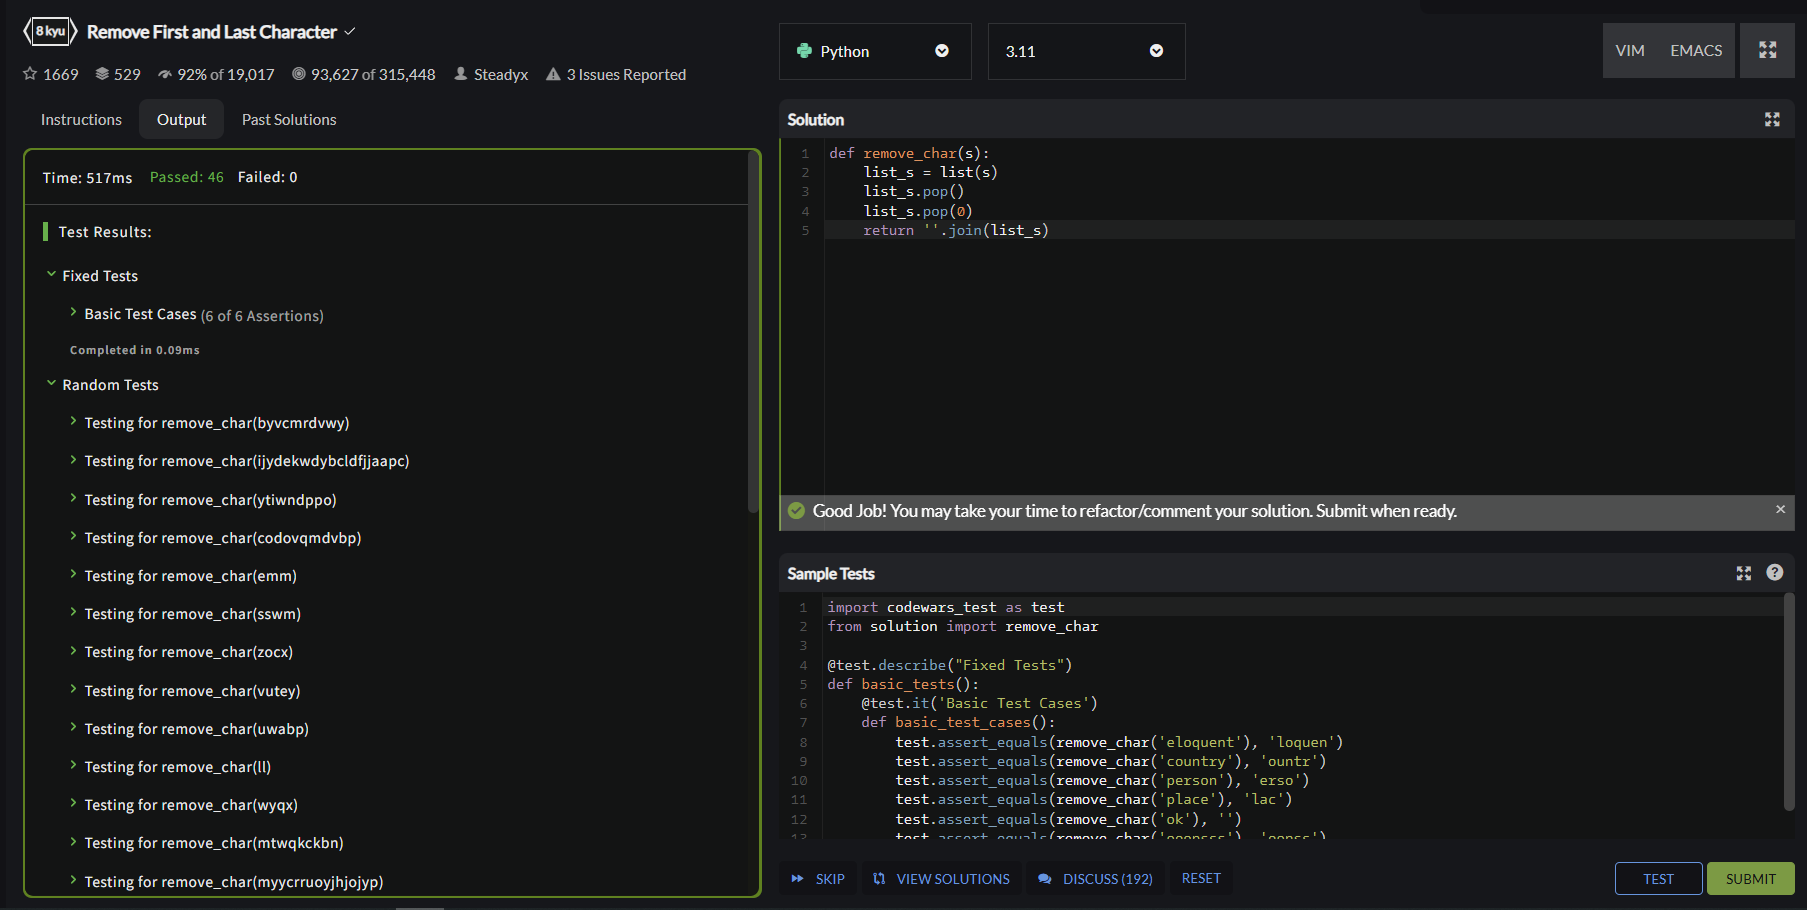 8 kyu Remove First and Last Character
1669 529 92% of 19,017 93,627 of 315,448 Steadyx 3 Issues Reported
Instructions Output Past Solutions
Time: 517ms Passed: 46 Failed: 0
Test Results:
Fixed Tests
Basic Test Cases (6 of 6 Assertions)
Completed in 0.09ms
Random Tests
Testing for remove_char(byvcmrdvwy)
Testing for remove_char(ijydekwdybcldfjjaapc)
Testing for remove_char(ytiwndppo)
Testing for remove_char(codovqmdvbp)
Testing for remove_char(emm)
Testing for remove_char(sswm)
Testing for remove_char(zocx)
Testing for remove_char(vutey)
Testing for remove_char(uwabp)
Testing for remove_char(ll)
Testing for remove_char(wyqx)
Testing for remove_char(mtwqkckbn)
Testing for remove_char(myycrruoyjhjojyp)
Python 3.11 VIM EMACS
Solution
1 def remove_char(s):
2 list_s = list(s)
3 list_s.pop()
4 list_s.pop(0)
5 return ''.join(list_s)
Good Job! You may take your time to refactor/comment your solution. Submit when ready.
Sample Tests ?
1 import codewars_test as test
2 from solution import remove_char
3
4 @test.describe("Fixed Tests")
5 def basic_tests():
6 @test.it('Basic Test Cases')
7 def basic_test_cases():
8 test.assert_equals(remove_char('eloquent'), 'loquen')
9 test.assert_equals(remove_char('country'), 'ountr')
10 test.assert_equals(remove_char('person'), 'erso')
11 test.assert_equals(remove_char('place'), 'lac')
12 test.assert_equals(remove_char('ok'), '')
13 test.assert_equals(remove_char(
SKIP VIEW SOLUTIONS DISCUSS (192) RESET TEST SUBMIT